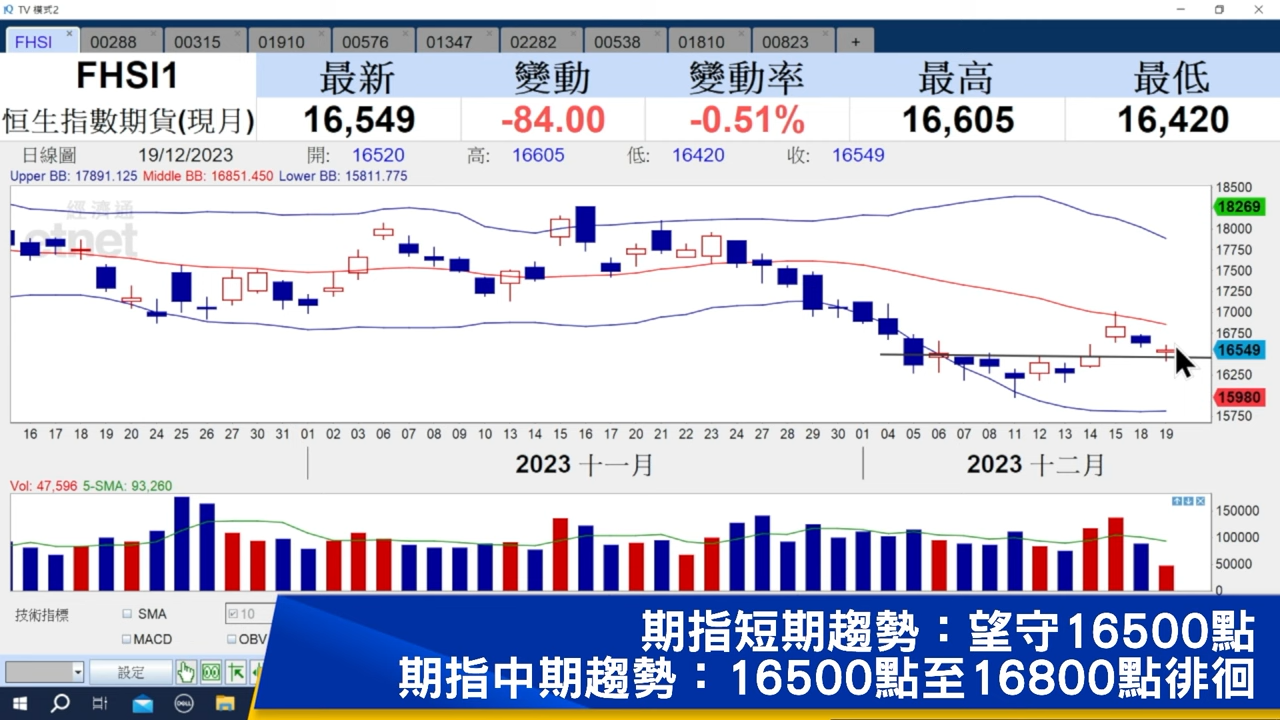 TV 模式2
FHSI 00288 00315 01910 00576 01347 02282 00538 01810 00823 +
FHSI1 最新 變動 變動率 最高 最低
恒生指數期貨(現月) 16,549 -84.00 -0.51% 16,605 16,420
日線圖 19/12/2023 開: 16520 高: 16605 低: 16420 收: 16549
Upper BB: 17891.125 Middle BB: 16851.450 Lower BB: 15811.775
經濟通
etnet
18500
18269
18000
17750
17500
17250
17000
16750
16549
16250
15980
15750
16 17 18 19 20 24 25 26 27 30 31 01 02 03 06 07 08 09 10 13 14 15 16 17 20 21 22 23 24 27 28 29 30 01 04 05 06 07 08 11 12 13 14 15 18 19
2023 十一月 2023 十二月
Vol: 47,596 5-SMA: 93,260
150000
100000
50000
0
技術指標 SMA 10
MACD OBV
設定
期指短期趨勢：望守16500點
期指中期趨勢：16500點至16800點徘徊
DELL